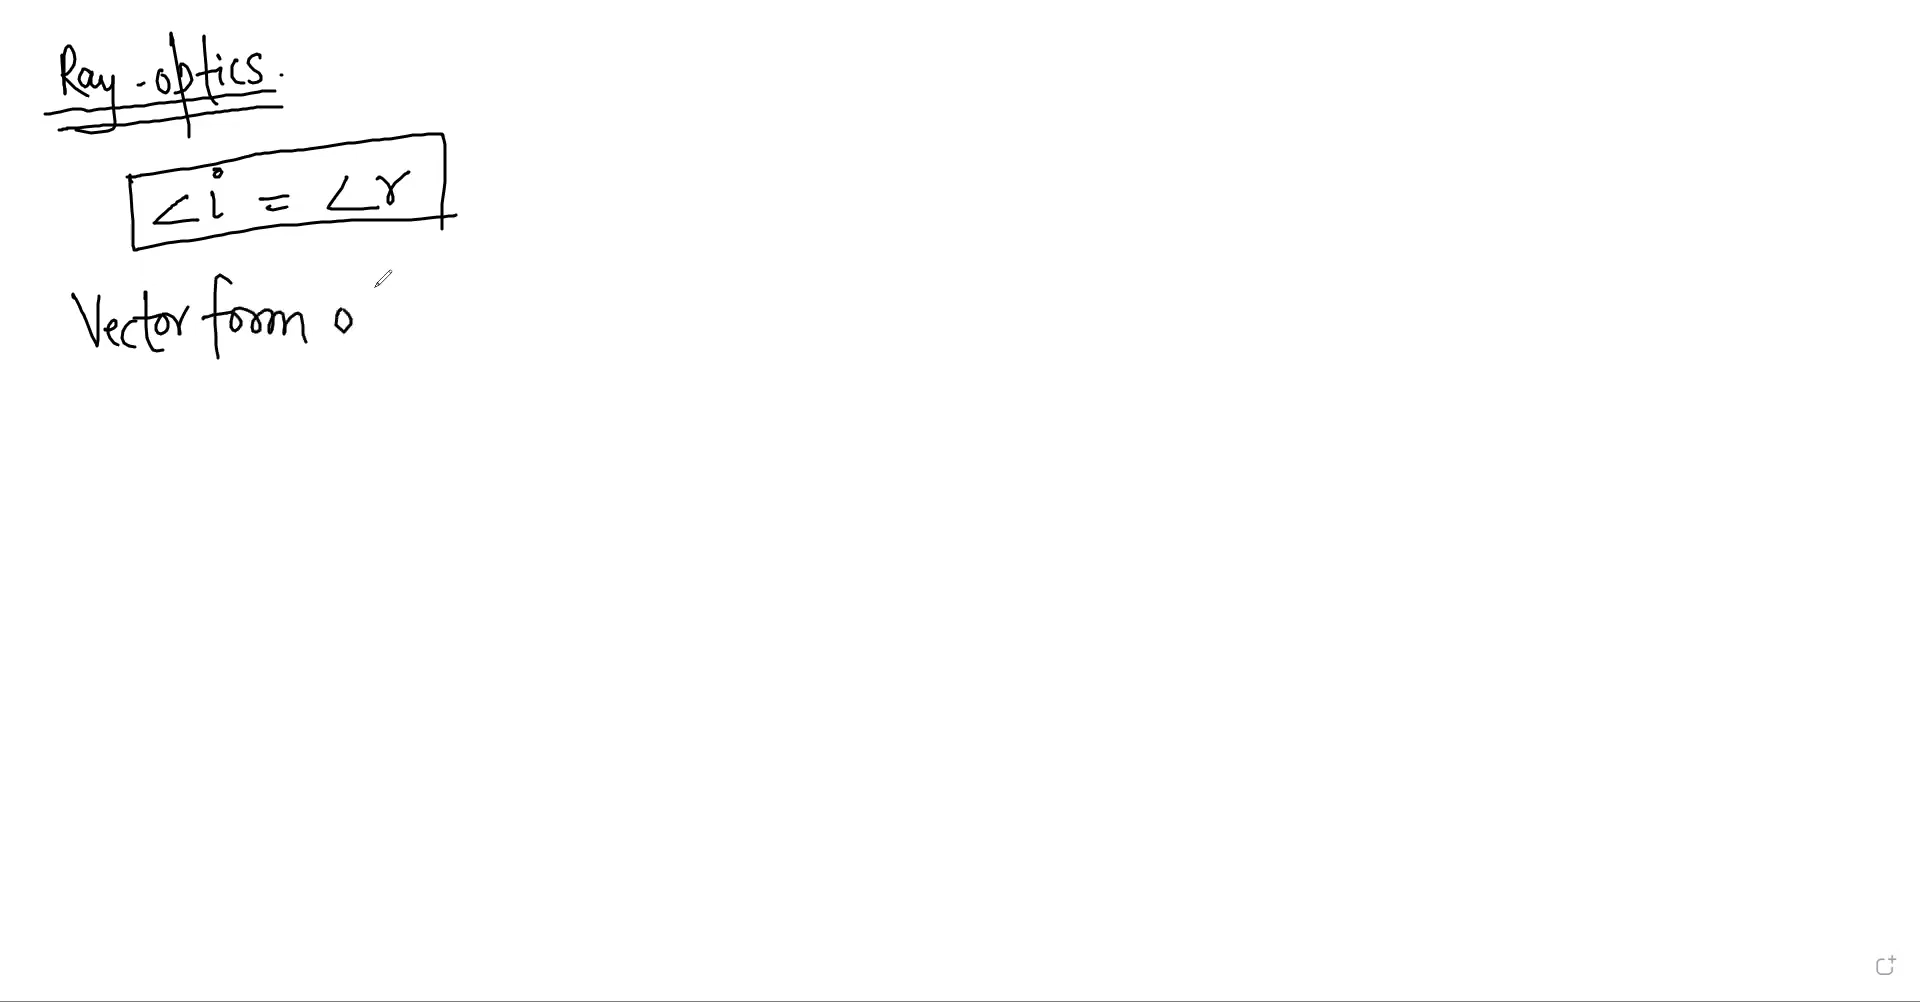 Ray-optics.
∠i = ∠r
Vector form o